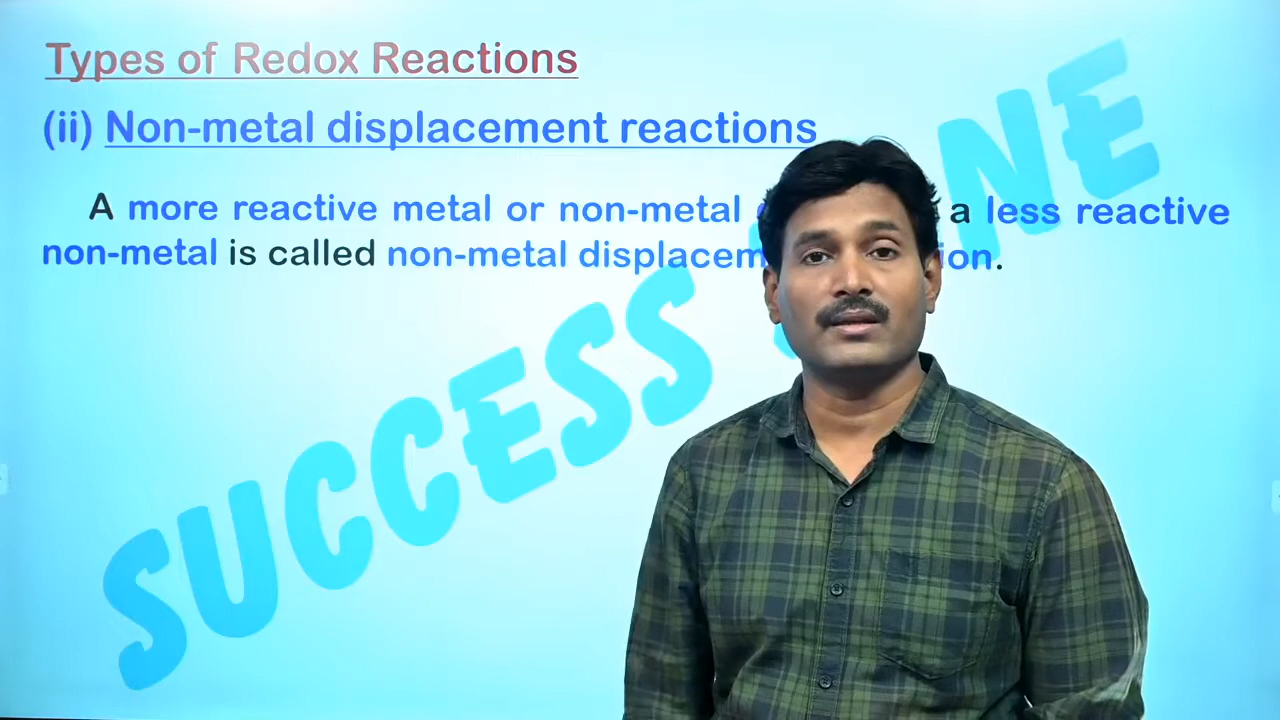 Types of Redox Reactions
(ii) Non-metal displacement reactions
A more reactive metal or non-metal a less reactive
non-metal is called non-metal displacem ion.
SUCCESS NE